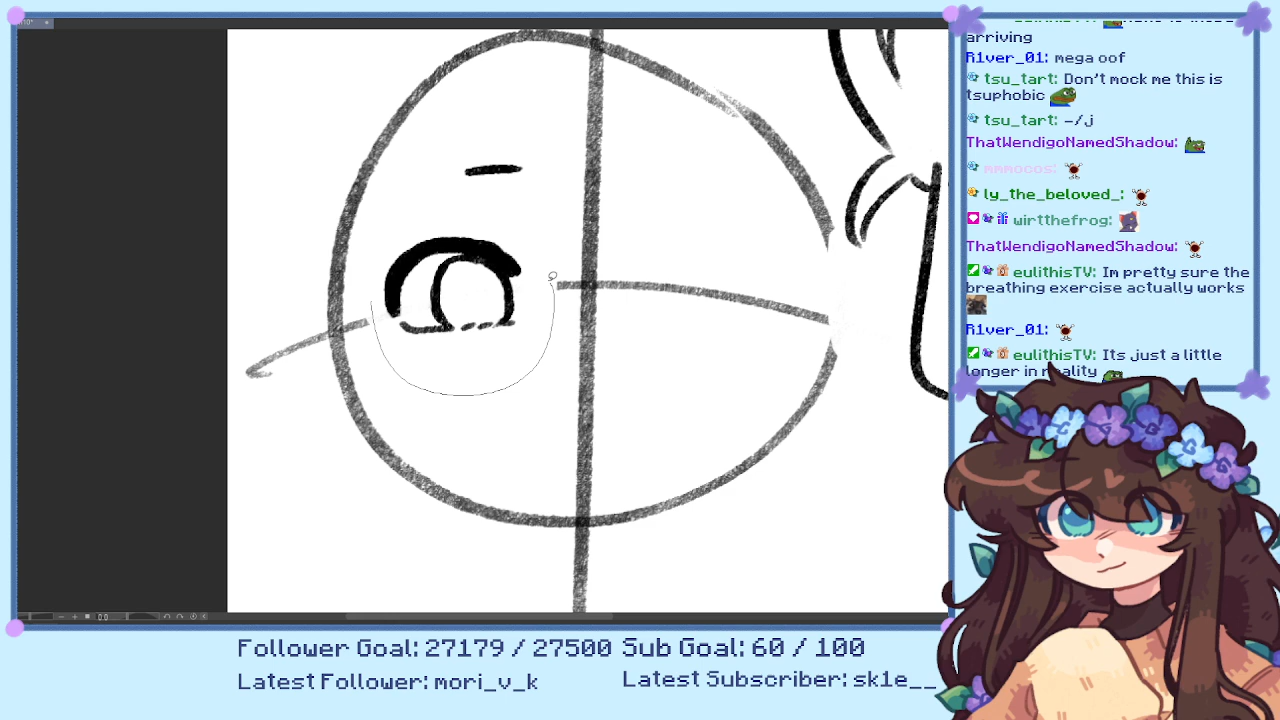 arriving
R1ver_01: mega oof
tsu_tart: Don't mock me this is
tsuphobic
tsu_tart: -/j
ThatWendigoNamedShadow:
mmmocos:
ly_the_beloved_:
wirtthefrog:
ThatWendigoNamedShadow:
eulithisTV: Im pretty sure the
breathing exercise actually works
R1ver_01:
eulithisTV: Its just a little
longer in reality
Follower Goal: 27179 / 27500 Sub Goal: 60 / 100
Latest Follower: mori_v_k
Latest Subscriber: sk1e__